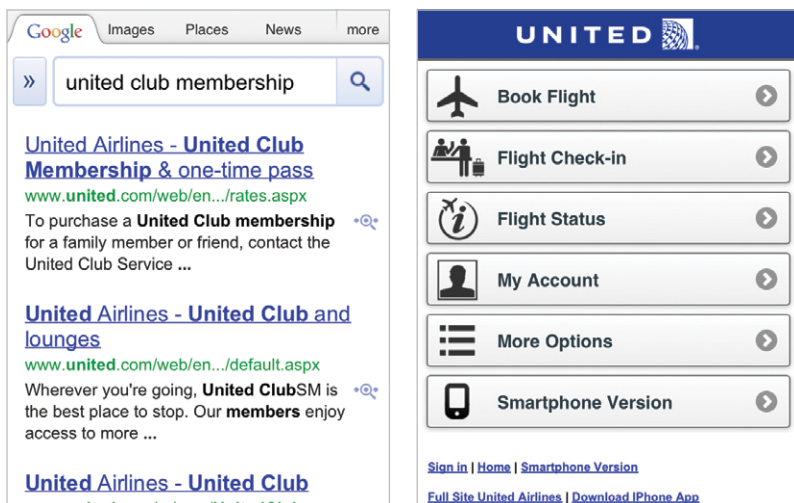 Google Images Places News more
» united club membership
United Airlines - United Club
Membership & one-time pass
www.united.com/web/en.../rates.aspx
To purchase a United Club membership
for a family member or friend, contact the
United Club Service ...
United Airlines - United Club and
lounges
www.united.com/web/en.../default.aspx
Wherever you're going, United ClubSM is
the best place to stop. Our members enjoy
access to more ...
United Airlines - United Club
UNITED
Book Flight
Flight Check-in
Flight Status
My Account
More Options
Smartphone Version
Sign in | Home | Smartphone Version
Full Site United Airlines | Download IPhone App